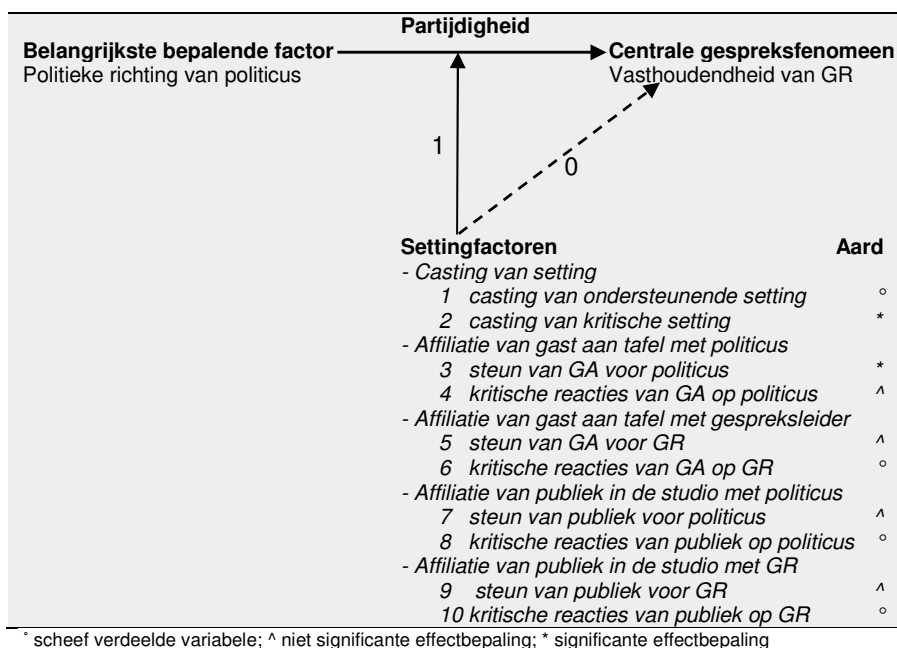 Partijdigheid
Belangrijkste bepalende factor Centrale gespreksfenomeen
Politieke richting van politicus Vasthoudendheid van GR
1
0
Settingfactoren Aard
- Casting van setting
1 casting van ondersteunende setting °
2 casting van kritische setting *
- Affiliatie van gast aan tafel met politicus
3 steun van GA voor politicus *
4 kritische reacties van GA op politicus ^
- Affiliatie van gast aan tafel met gespreksleider
5 steun van GA voor GR ^
6 kritische reacties van GA op GR °
- Affiliatie van publiek in de studio met politicus
7 steun van publiek voor politicus ^
8 kritische reacties van publiek op politicus °
- Affiliatie van publiek in de studio met GR
9 steun van publiek voor GR ^
10 kritische reacties van publiek op GR °
° scheef verdeelde variabele; ^ niet significante effectbepaling; * significante effectbepaling